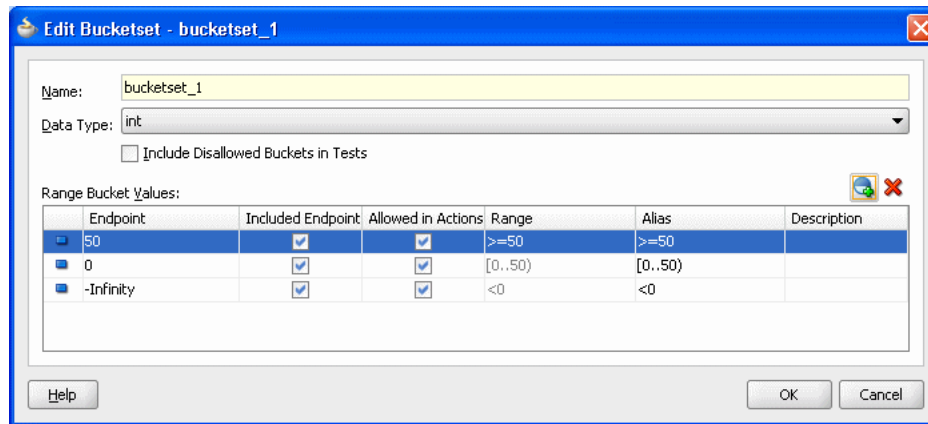 Edit Bucketset - bucketset_1
Name: bucketset_1
Data Type: int
Include Disallowed Buckets in Tests
Range Bucket Values:
Endpoint Included Endpoint Allowed in Actions Range Alias Description
50 >=50 >=50
0 [0..50) [0..50)
-Infinity <0 <0
Help OK Cancel